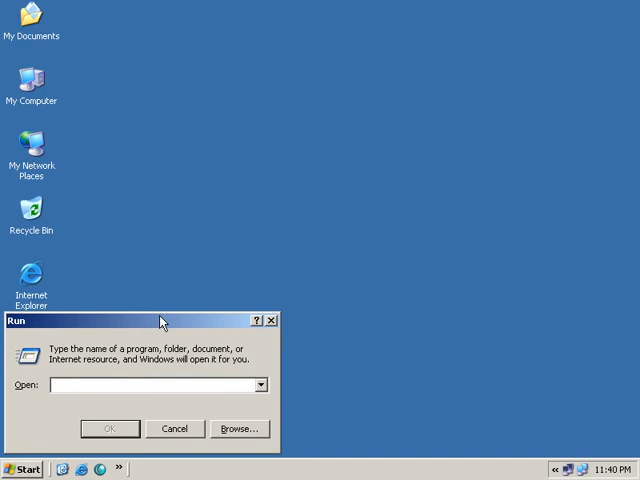 My Documents
My Computer
My Network
Places
Recycle Bin
Internet
Explorer
Run
Type the name of a program, folder, document, or
Internet resource, and Windows will open it for you.
Open:
OK
Cancel
Browse...
Start
11:40 PM